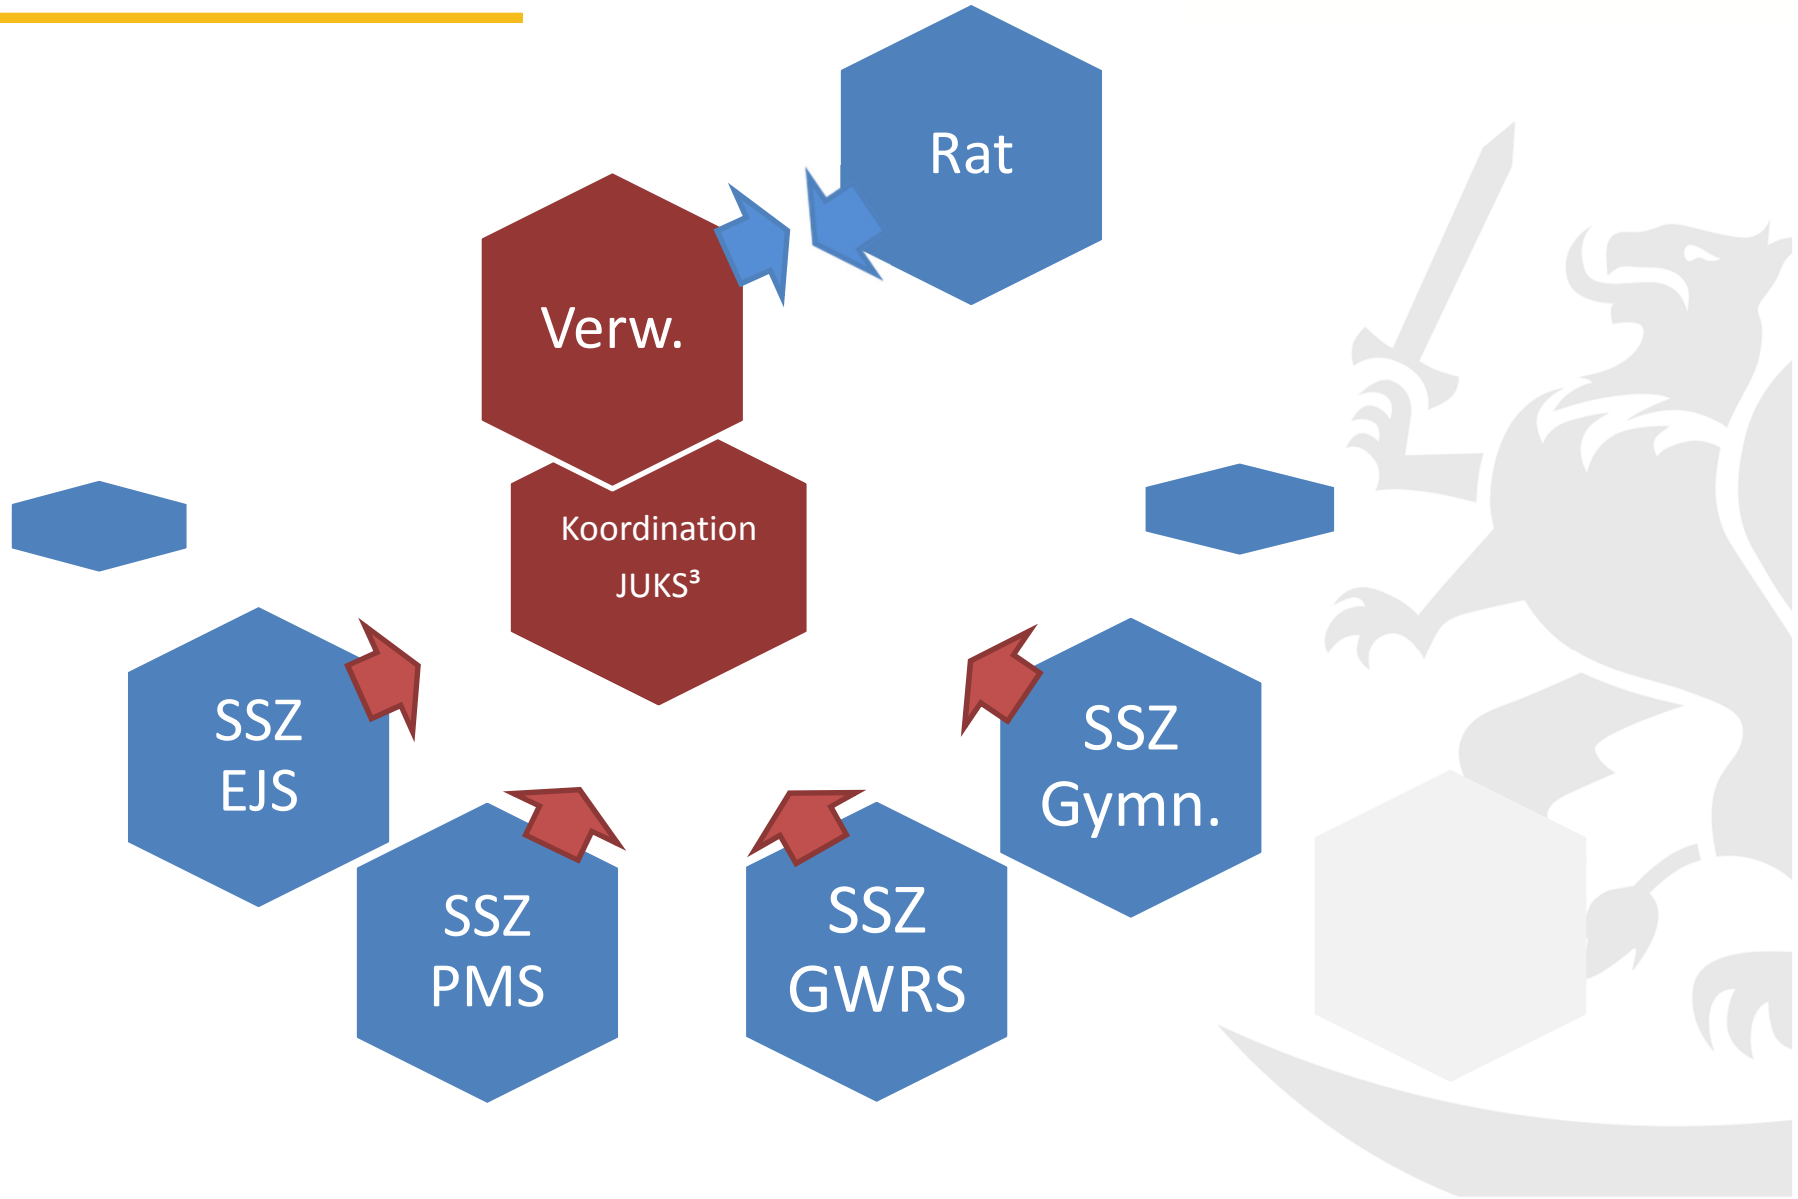 Rat
Verw.
Koordination
JUKS³
SSZ
EJS
SSZ
Gymn.
SSZ
PMS
SSZ
GWRS